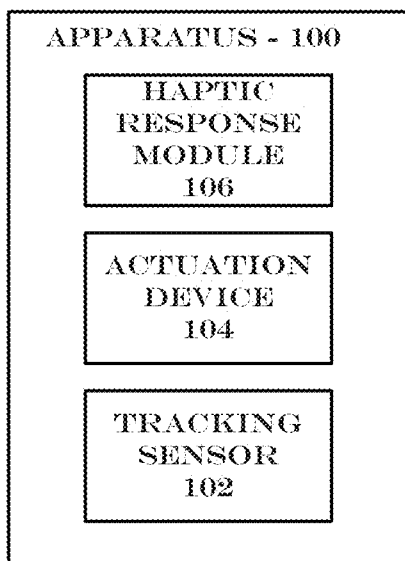 APPARATUS - 100
HAPTIC
RESPONSE
MODULE
106
ACTUATION
DEVICE
104
TRACKING
SENSOR
102